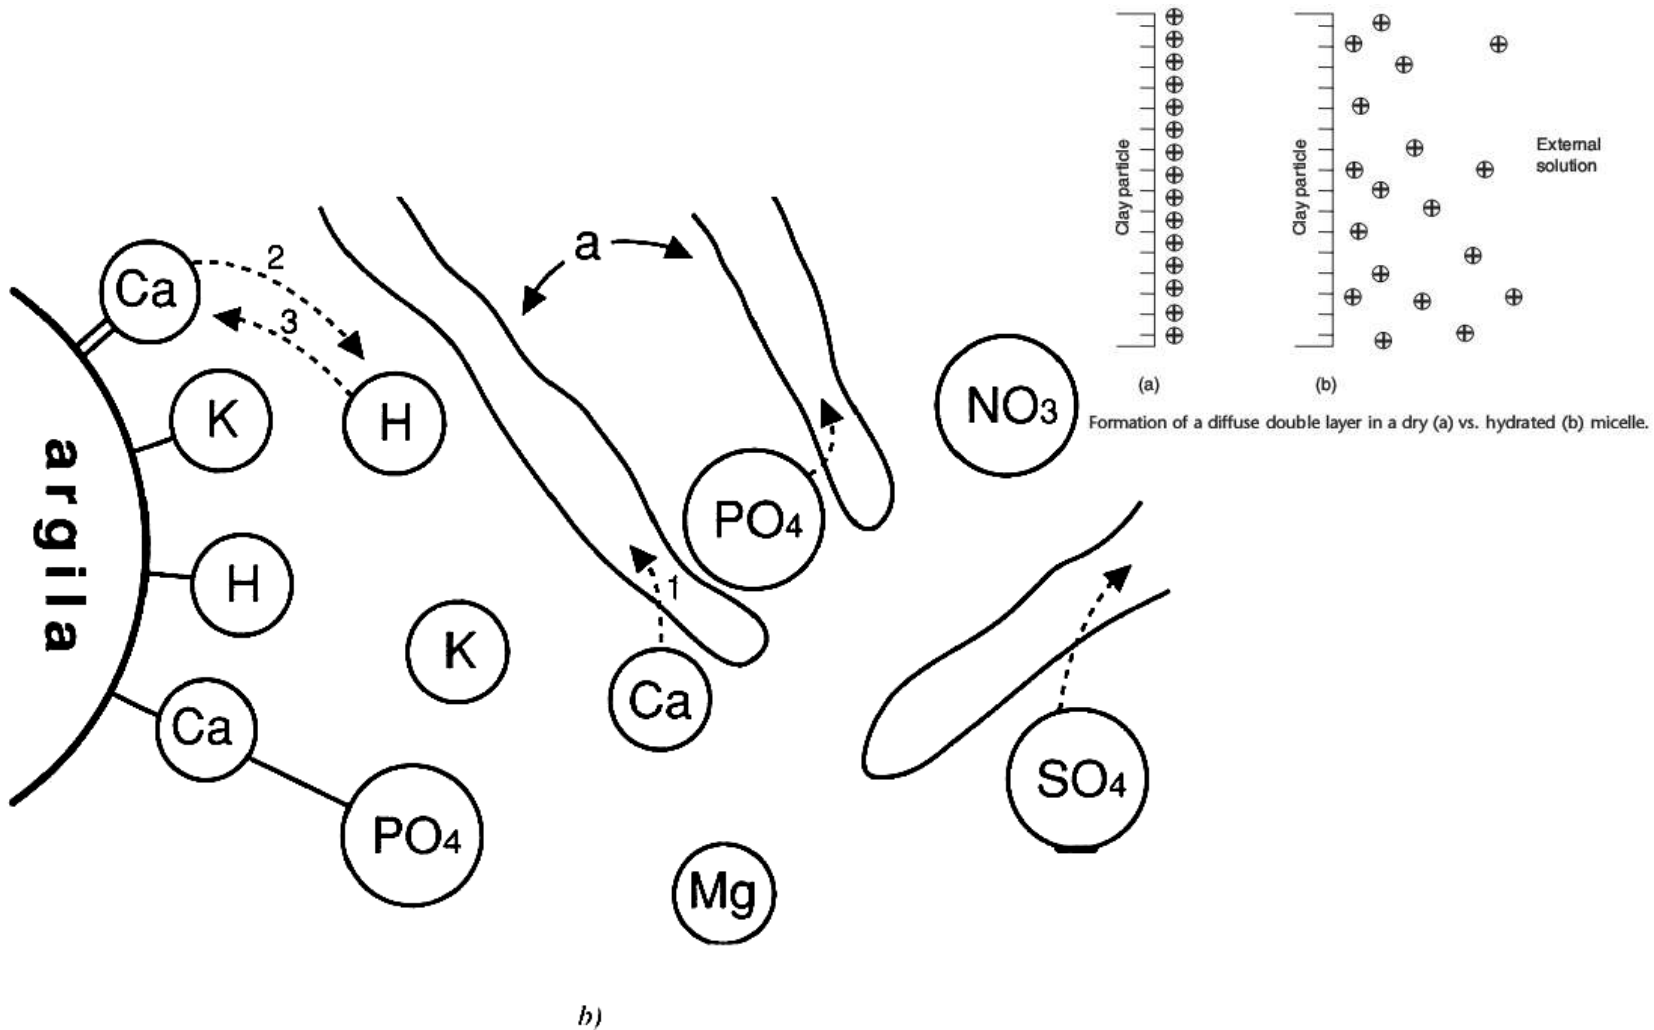 Ca
2
3
K
H
argila
H
Ca
PO4
K
a
1
Ca
PO4
NO3
SO4
Mg
b)
Clay particle
(a)
Clay particle
(b)
External
solution
Formation of a diffuse double layer in a dry (a) vs. hydrated (b) micelle.